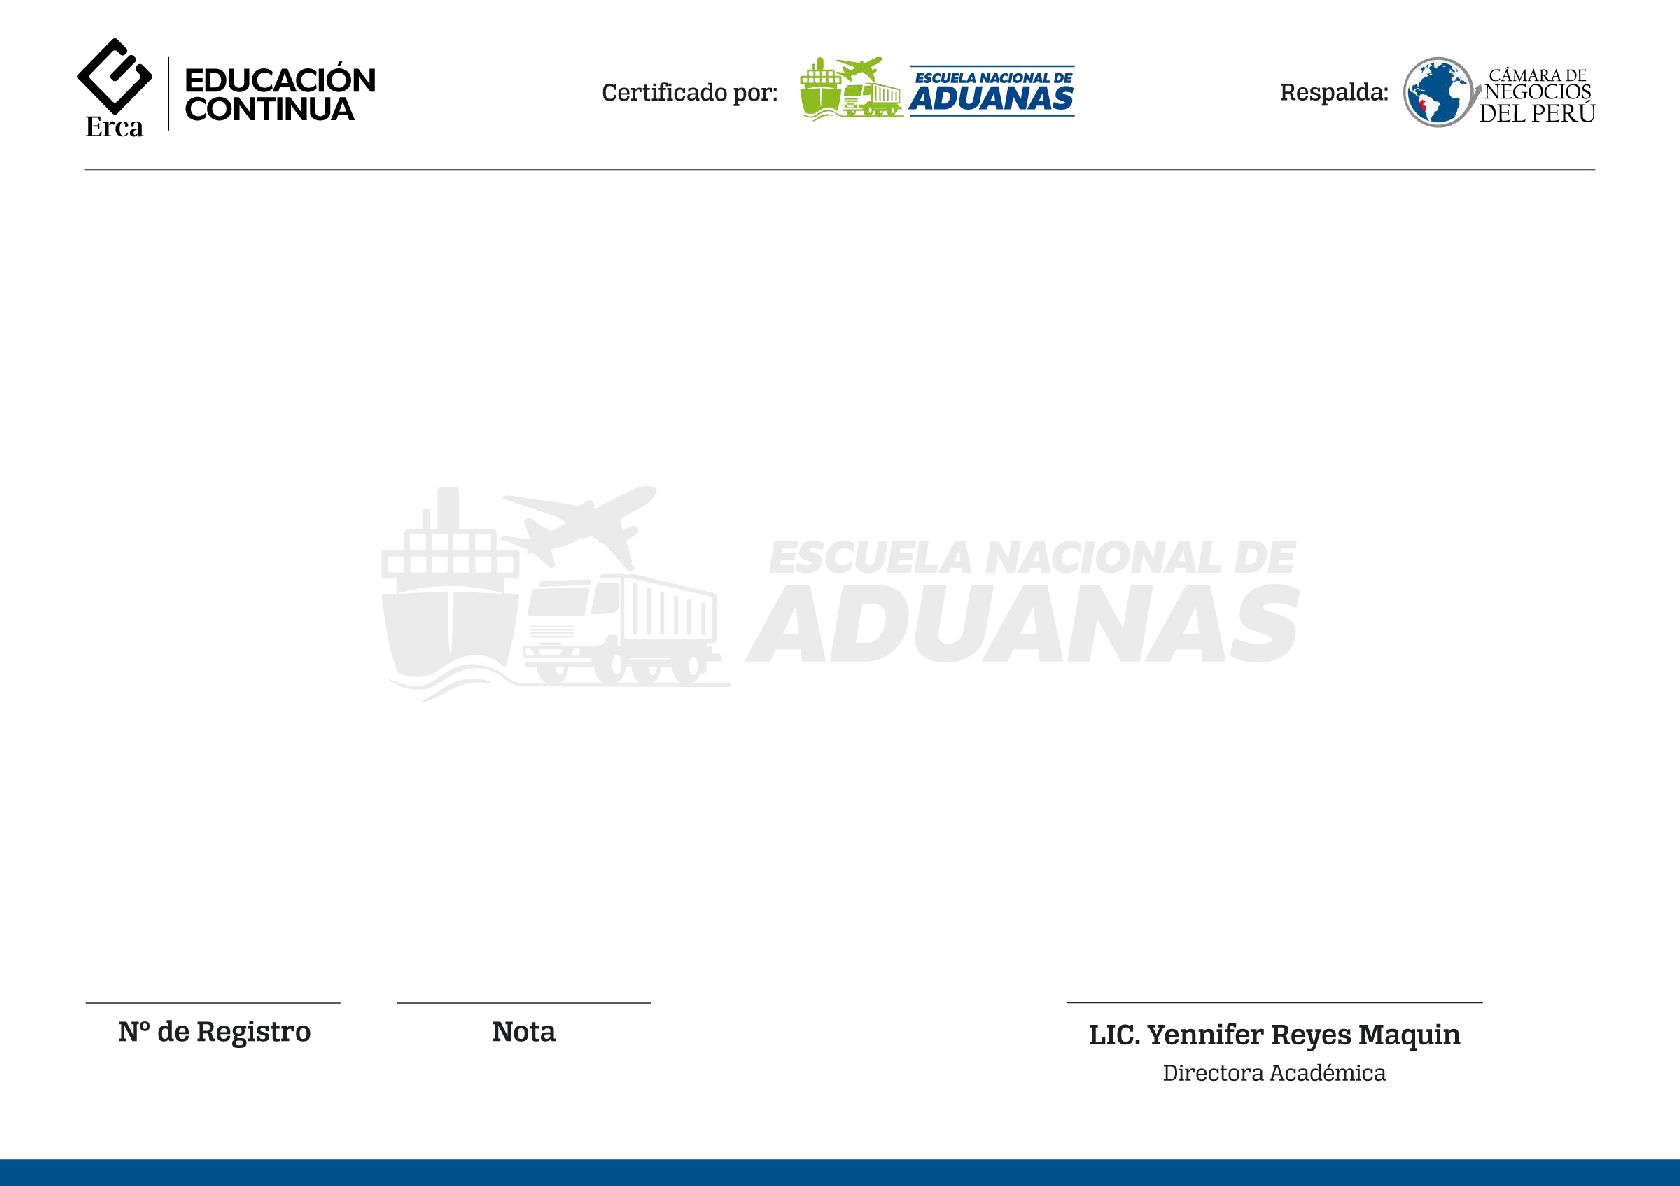 Erca
EDUCACIÓN
CONTINUA
Certificado por:
ESCUELA NACIONAL DE
ADUANAS
Respalda:
CÁMARA DE
NEGOCIOS
DEL PERÚ
ESCUELA NACIONAL DE
ADUANAS
Nº de Registro
Nota
LIC. Yennifer Reyes Maquin
Directora Académica